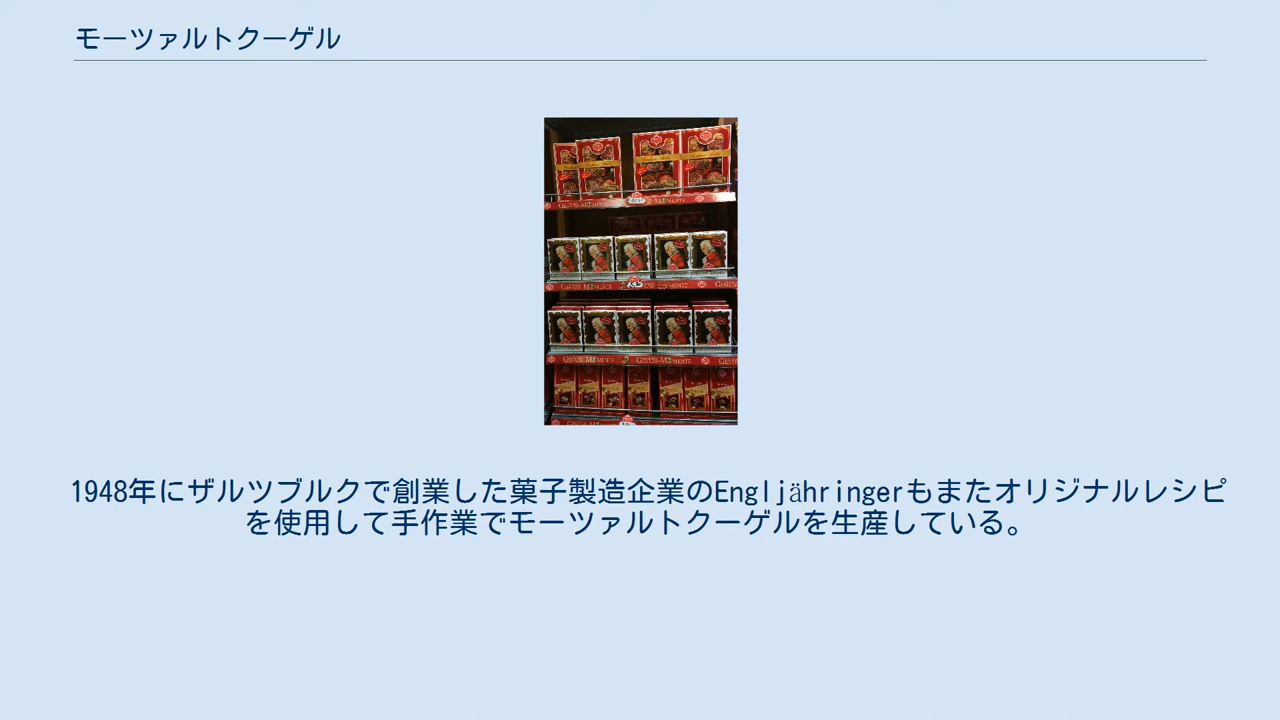 モーツァルトクーゲル
1948年にザルツブルクで創業した菓子製造企業のEngljähringerもまたオリジナルレシピ
を使用して手作業でモーツァルトクーゲルを生産している。